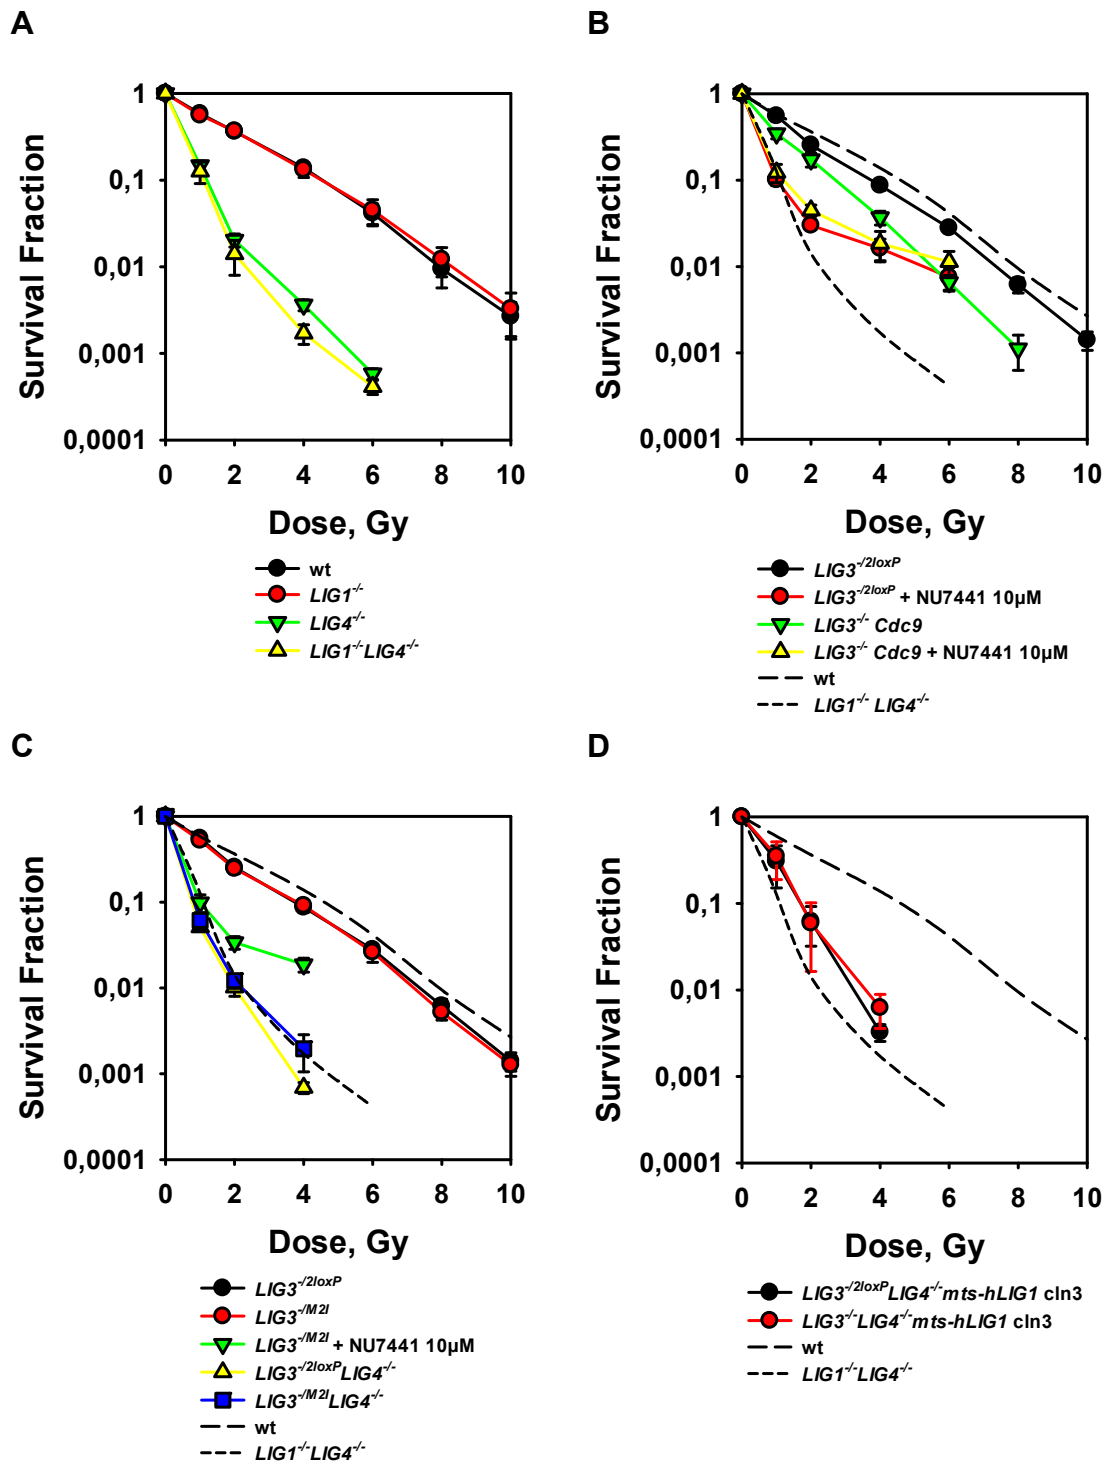 A
Survival Fraction
1
0,1
0,01
0,001
0,0001
0 2 4 6 8 10
Dose, Gy
wt
LIG1-/-
LIG4-/-
LIG1-/-LIG4-/-
B
Survival Fraction
1
0,1
0,01
0,001
0,0001
0 2 4 6 8 10
Dose, Gy
LIG3-/2loxP
LIG3-/2loxP + NU7441 10µM
LIG3-/- Cdc9
LIG3-/- Cdc9 + NU7441 10µM
wt
LIG1-/- LIG4-/-
C
Survival Fraction
1
0,1
0,01
0,001
0,0001
0 2 4 6 8 10
Dose, Gy
LIG3-/2loxP
LIG3-/M2I
LIG3-/M2I + NU7441 10µM
LIG3-/2loxPLIG4-/-
LIG3-/M2ILIG4-/-
wt
LIG1-/-LIG4-/-
D
Survival Fraction
1
0,1
0,01
0,001
0,0001
0 2 4 6 8 10
Dose, Gy
LIG3-/2loxPLIG4-/-mts-hLIG1 cln3
LIG3-/-LIG4-/-mts-hLIG1 cln3
wt
LIG1-/-LIG4-/-